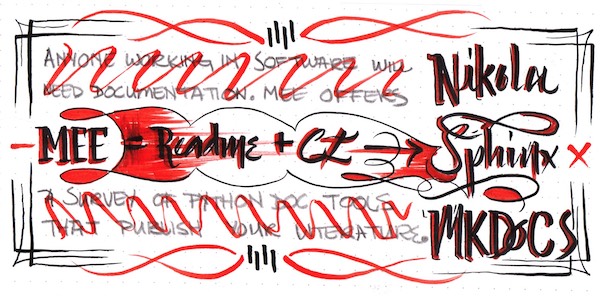 ANYONE WORKING IN SOFTWARE WILL
NEED DOCUMENTATION. MEE OFFERS
MEE = Readme + →
A SURVEY OF PYTHON DOC TOOLS
THAT PUBLISH YOUR LITERATURE.
Nikola
Sphinx
MKDOCS